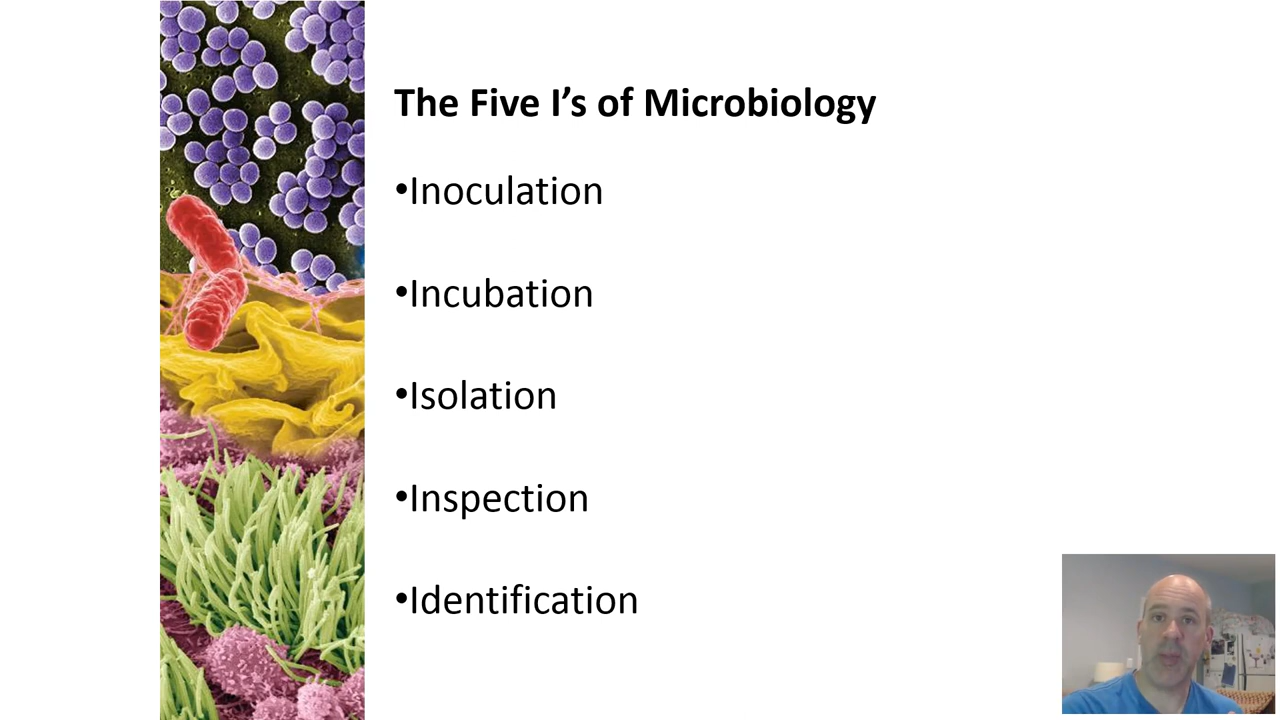 The Five I’s of Microbiology
•Inoculation
•Incubation
•Isolation
•Inspection
•Identification